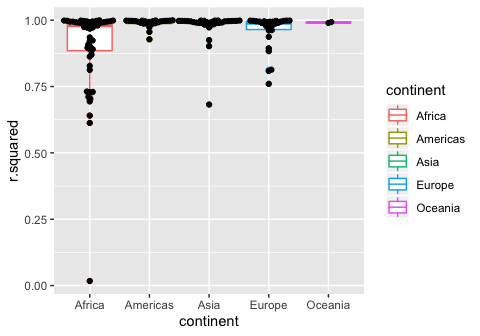 1.00
0.75
0.50
0.25
0.00
r.squared
Africa
Americas
Asia
Europe
Oceania
continent
continent
Africa
Americas
Asia
Europe
Oceania